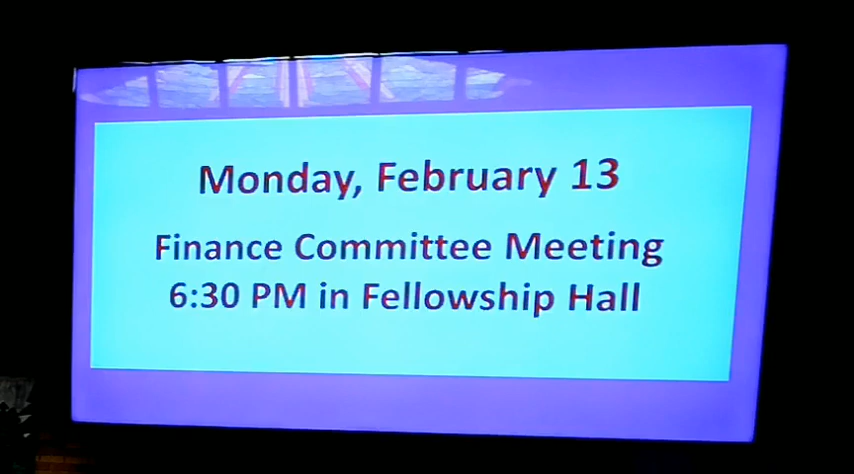 Monday, February 13
Finance Committee Meeting
6:30 PM in Fellowship Hall